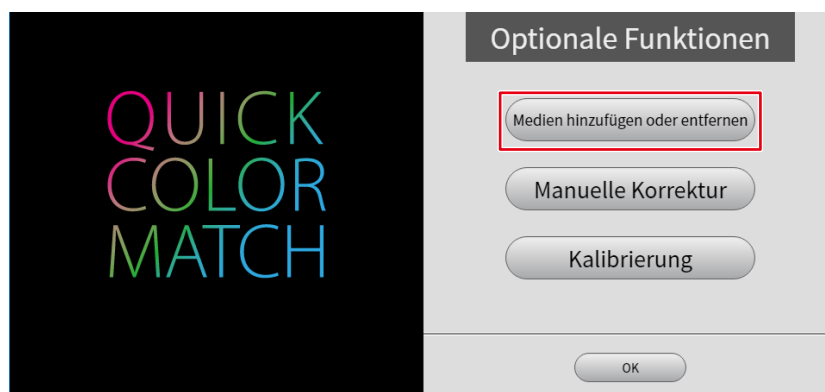 QUICK
COLOR
MATCH
Optionale Funktionen
Medien hinzufügen oder entfernen
Manuelle Korrektur
Kalibrierung
OK